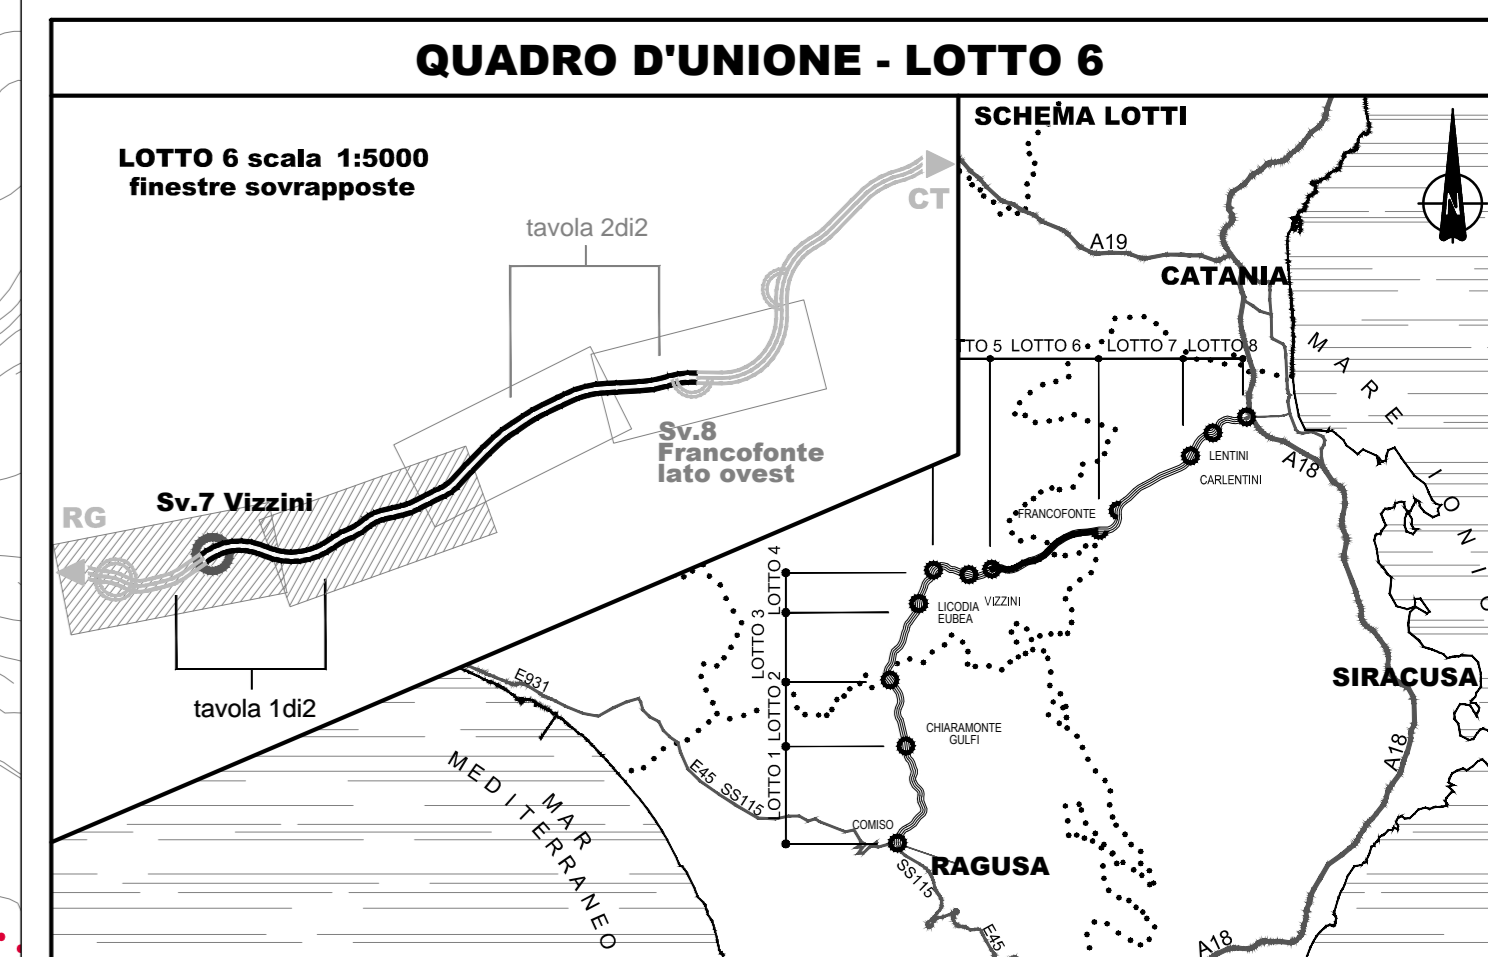 QUADRO D'UNIONE - LOTTO 6
LOTTO 6 scala 1:5000
finestre sovrapposte
CT
tavola 2di2
Sv.8
Francofonte
lato ovest
Sv.7 Vizzini
RG
tavola 1di2
SCHEMA LOTTI
N
A19
CATANIA
TTO 5 LOTTO 6 LOTTO 7 LOTTO 8
MARE
IONIO
LENTINI
CARLENTINI
A18
FRANCOFONTE
LOTTO 4
LOTTO 3
LOTTO 2
LOTTO 1
LICODIA
EUBEA
VIZZINI
SIRACUSA
E931
CHIARAMONTE
GULFI
A18
E45 SS115
MAR
MEDITERRANEO
COMISO
RAGUSA
SS115
E45
A18